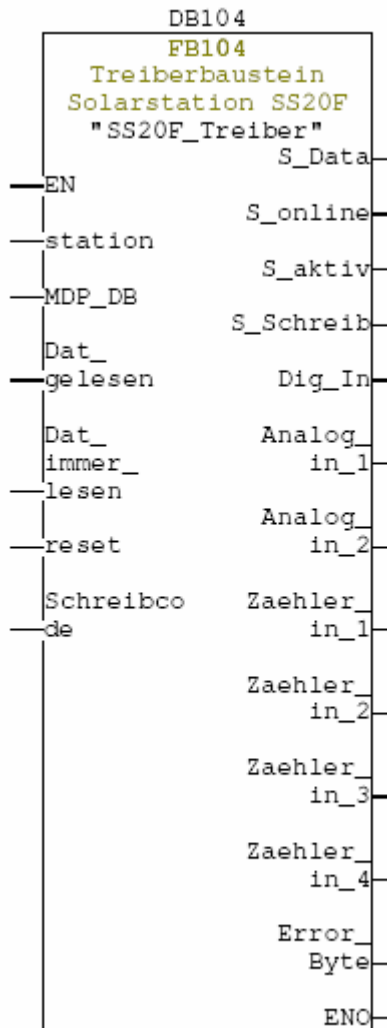 DB104
FB104
Treiberbaustein
Solarstation SS20F
"SS20F_Treiber"
S_Data
EN
S_online
station
S_aktiv
MDP_DB
S_Schreib
Dat_
gelesen
Dig_In
Dat_
immer_
lesen
Analog_
in_1
Analog_
in_2
reset
Schreibco
de
Zaehler_
in_1
Zaehler_
in_2
Zaehler_
in_3
Zaehler_
in_4
Error_
Byte
ENO